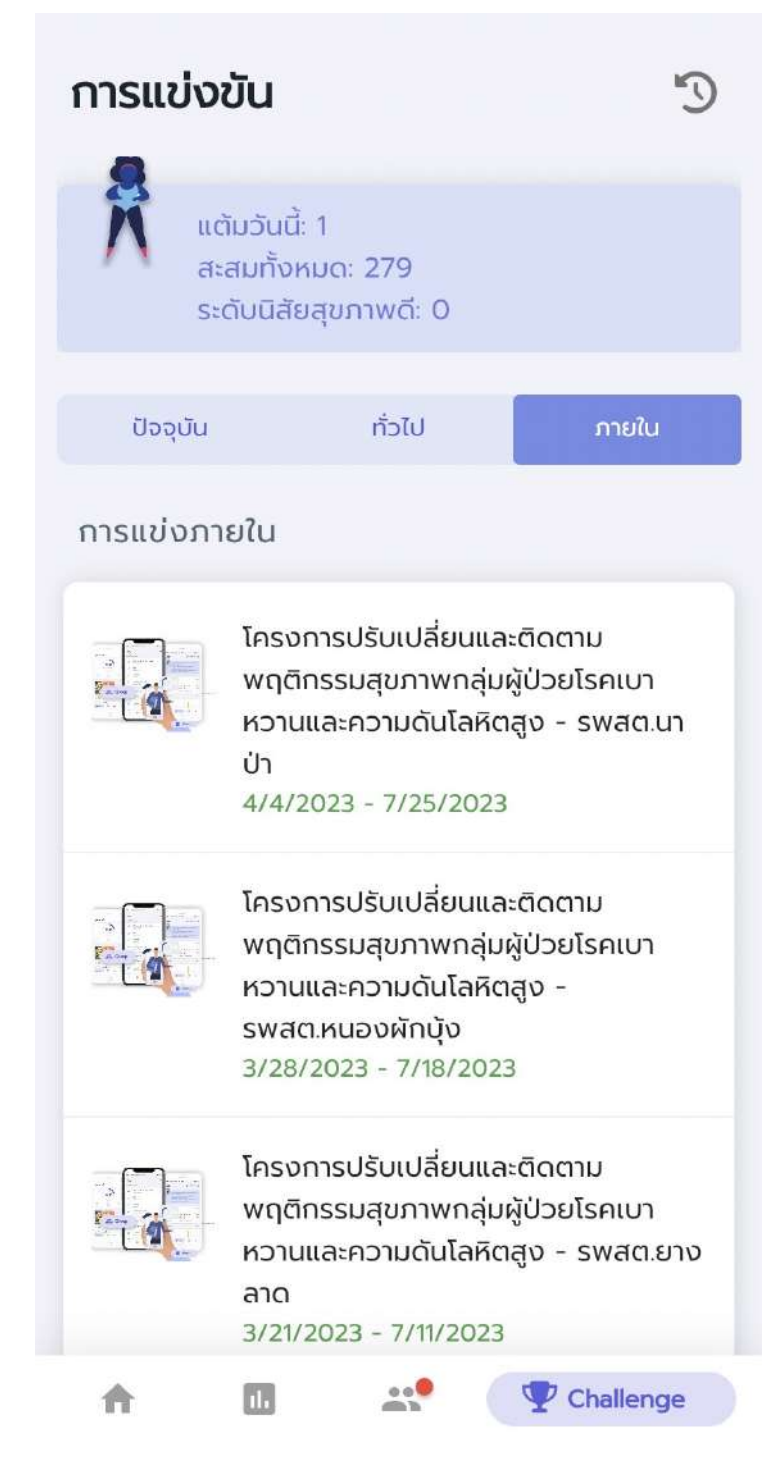 การแข่งขัน
แต้มวันนี้: 1
สะสมทั้งหมด: 279
ระดับนิสัยสุขภาพดี: 0
ปัจจุบัน
ทั่วไป
ภายใน
การแข่งภายใน
โครงการปรับเปลี่ยนและติดตาม
พฤติกรรมสุขภาพกลุ่มผู้ป่วยโรคเบา
หวานและความดันโลหิตสูง - รพสต.นา
ป่า
4/4/2023 - 7/25/2023
โครงการปรับเปลี่ยนและติดตาม
พฤติกรรมสุขภาพกลุ่มผู้ป่วยโรคเบา
หวานและความดันโลหิตสูง -
รพสต.หนองผักบุ้ง
3/28/2023 - 7/18/2023
โครงการปรับเปลี่ยนและติดตาม
พฤติกรรมสุขภาพกลุ่มผู้ป่วยโรคเบา
หวานและความดันโลหิตสูง - รพสต.ยาง
ลาด
3/21/2023 - 7/11/2023
Challenge